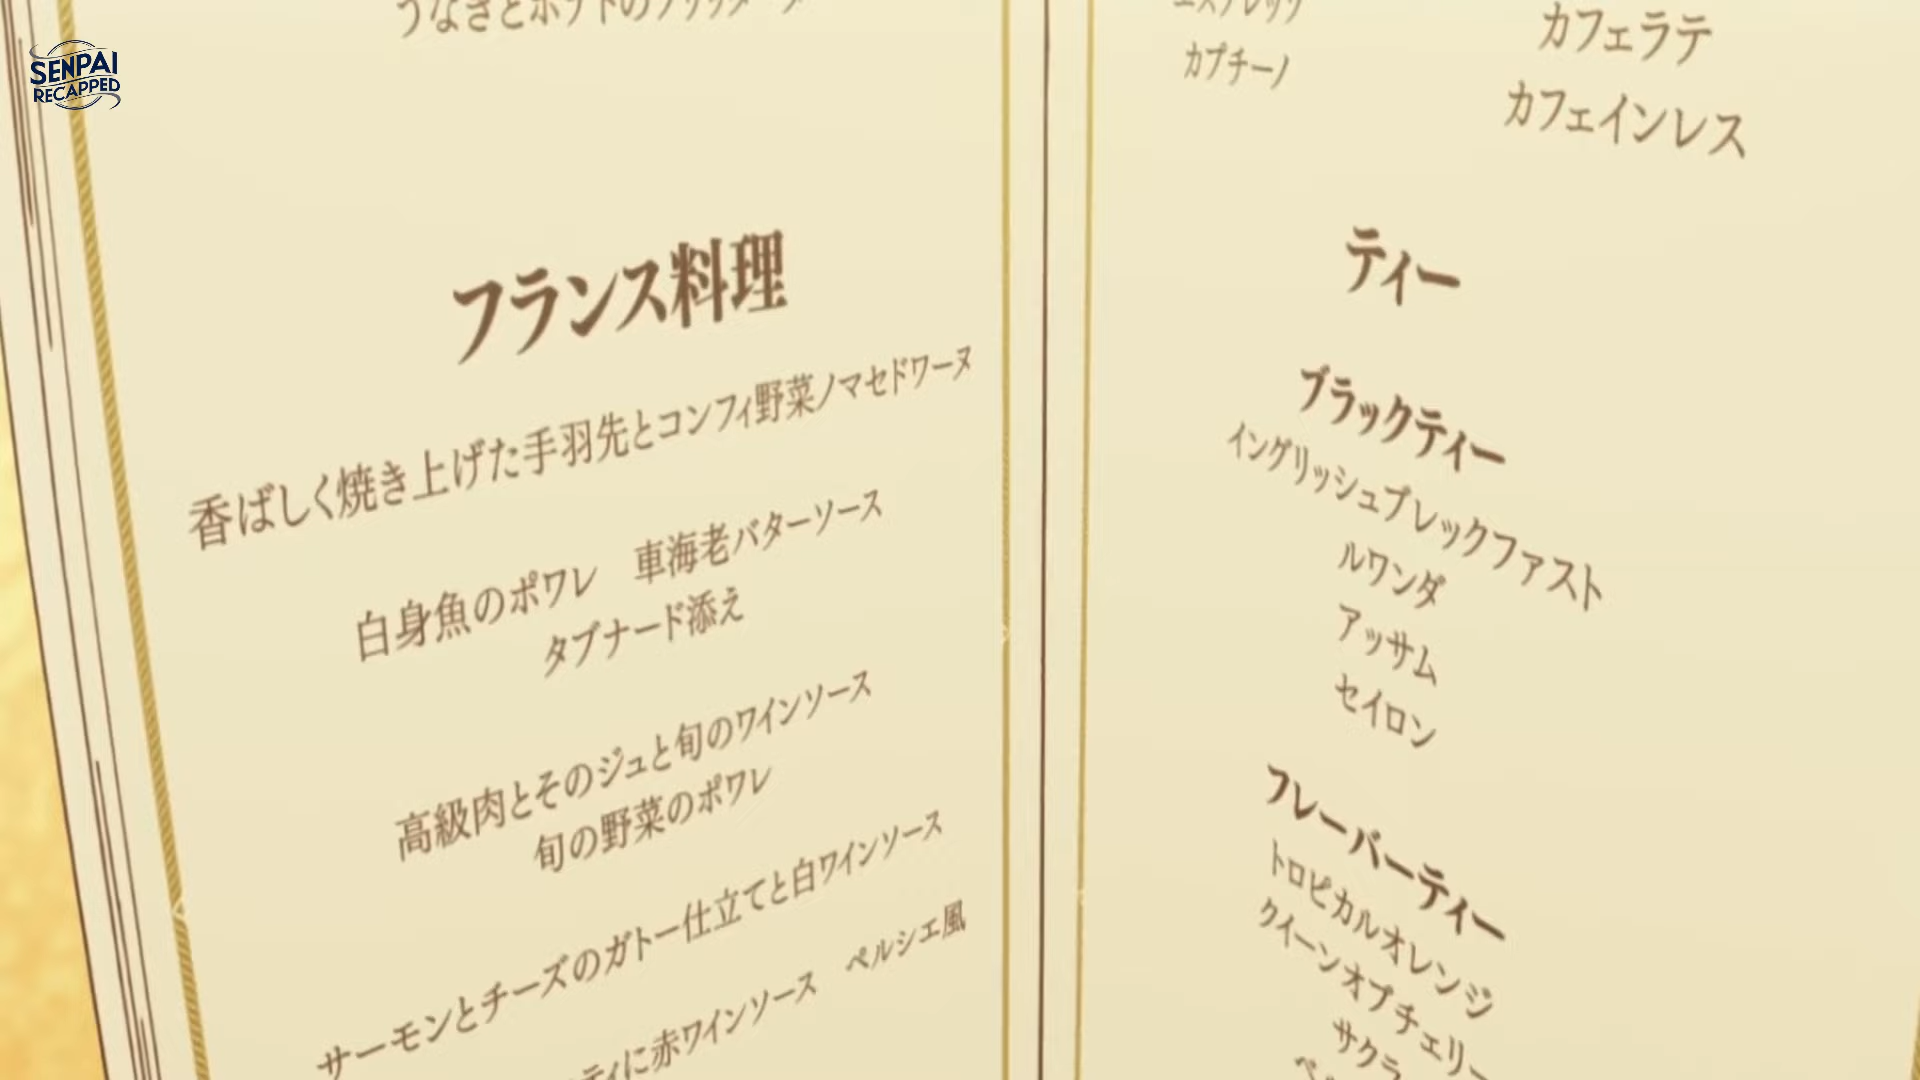 SENPAI
RECAPPED
フランス料理
香ばしく焼き上げた手羽先とコンフィ野菜ノマセドワーヌ
白身魚のポワレ　車海老バターソース
タブナード添え
高級肉とそのジュと旬のワインソース
旬の野菜のポワレ
サーモンとチーズのガトー仕立てと白ワインソース
ティに赤ワインソース　ペルシエ風
カプチーノ
カフェラテ
カフェインレス
ティー
ブラックティー
イングリッシュブレックファスト
ルワンダ
アッサム
セイロン
フレーバーティー
トロピカルオレンジ
クイーンオブチェリー
サクラ